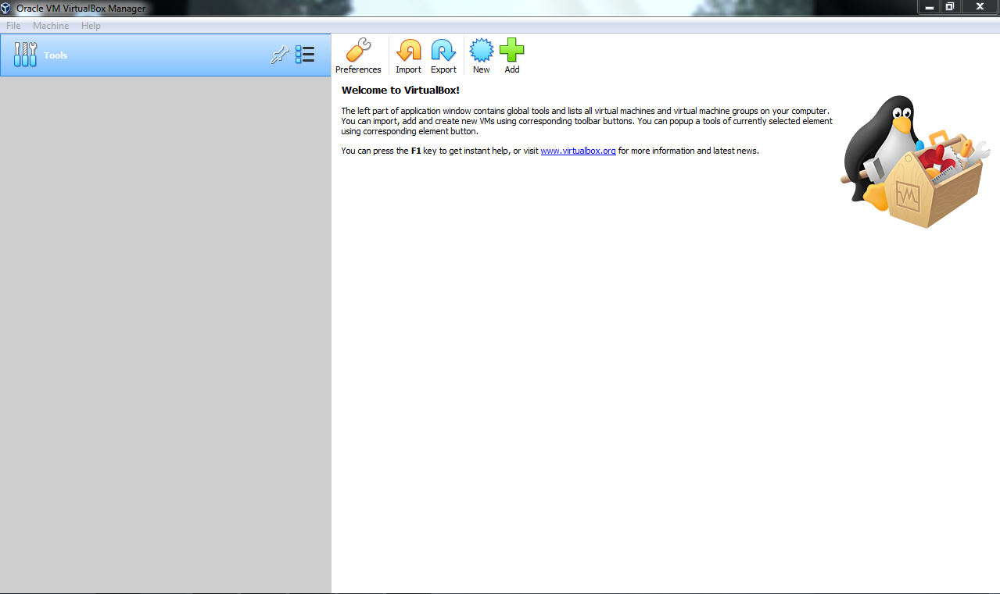 Oracle VM VirtualBox Manager
File Machine Help
Tools
Preferences Import Export New Add
Welcome to VirtualBox!
The left part of application window contains global tools and lists all virtual machines and virtual machine groups on your computer.
You can import, add and create new VMs using corresponding toolbar buttons. You can popup a tools of currently selected element
using corresponding element button.
You can press the F1 key to get instant help, or visit www.virtualbox.org for more information and latest news.